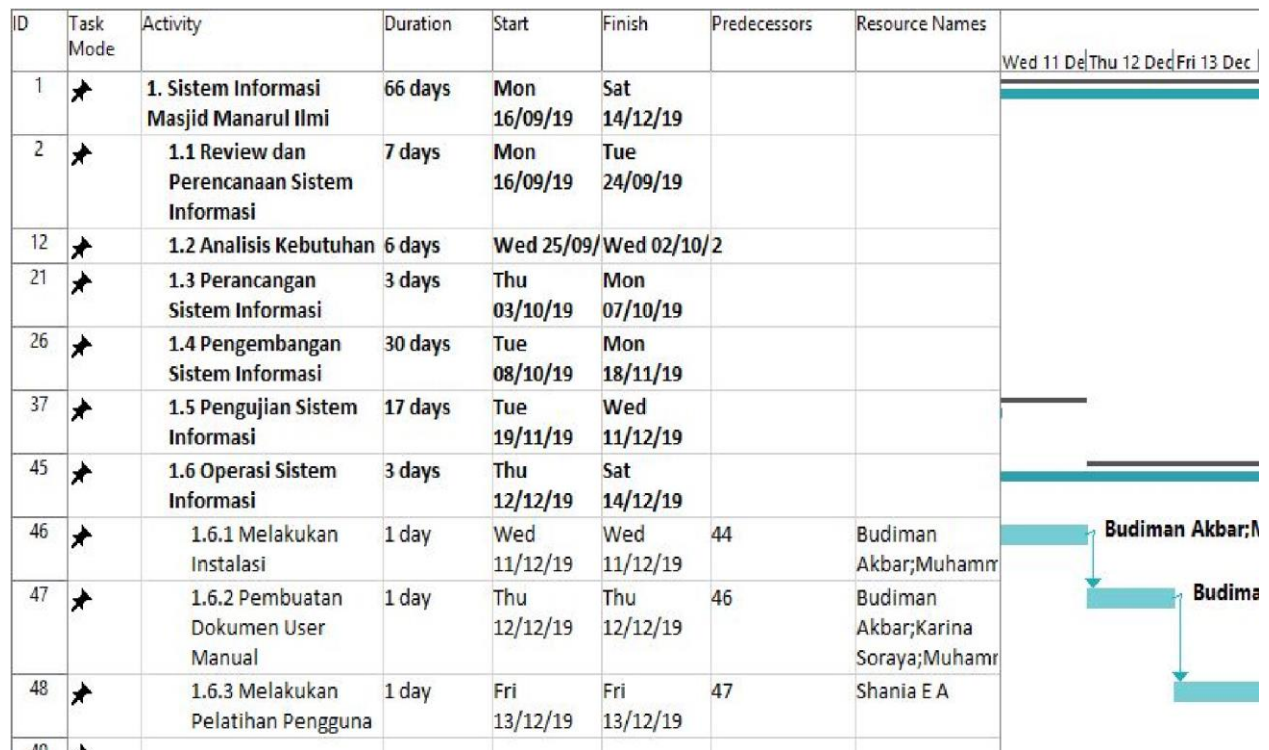 ID Task Mode Activity Duration Start Finish Predecessors Resource Names
Wed 11 De Thu 12 Dec Fri 13 Dec
1 1. Sistem Informasi 66 days Mon Sat
Masjid Manarul Ilmi 16/09/19 14/12/19
2 1.1 Review dan 7 days Mon Tue
Perencanaan Sistem 16/09/19 24/09/19
Informasi
12 1.2 Analisis Kebutuhan 6 days Wed 25/09/ Wed 02/10/ 2
21 1.3 Perancangan 3 days Thu Mon
Sistem Informasi 03/10/19 07/10/19
26 1.4 Pengembangan 30 days Tue Mon
Sistem Informasi 08/10/19 18/11/19
37 1.5 Pengujian Sistem 17 days Tue Wed
Informasi 19/11/19 11/12/19
45 1.6 Operasi Sistem 3 days Thu Sat
Informasi 12/12/19 14/12/19
46 1.6.1 Melakukan 1 day Wed Wed 44 Budiman Budiman Akbar;
Instalasi 11/12/19 11/12/19 Akbar;Muhamm
47 1.6.2 Pembuatan 1 day Thu Thu 46 Budiman Budima
Dokumen User 12/12/19 12/12/19 Akbar;Karina
Manual Soraya;Muham
48 1.6.3 Melakukan 1 day Fri Fri 47 Shania E A
Pelatihan Pengguna 13/12/19 13/12/19